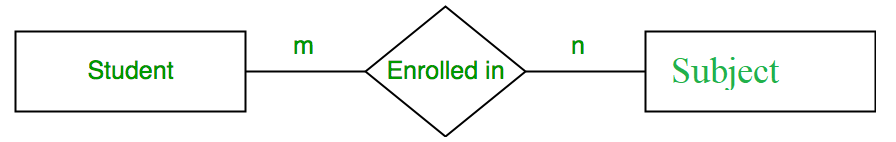 Student
m
Enrolled in
n
Subject